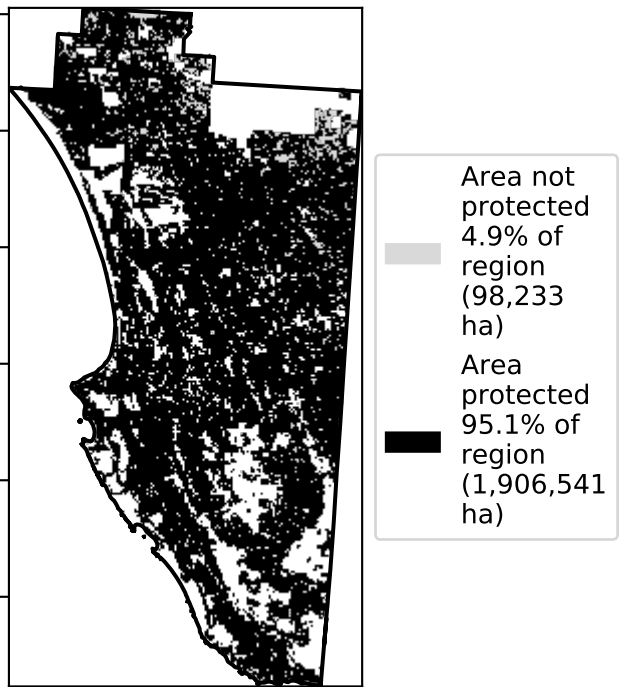 Area not
protected
4.9% of
region
(98,233
ha)
Area
protected
95.1% of
region
(1,906,541
ha)